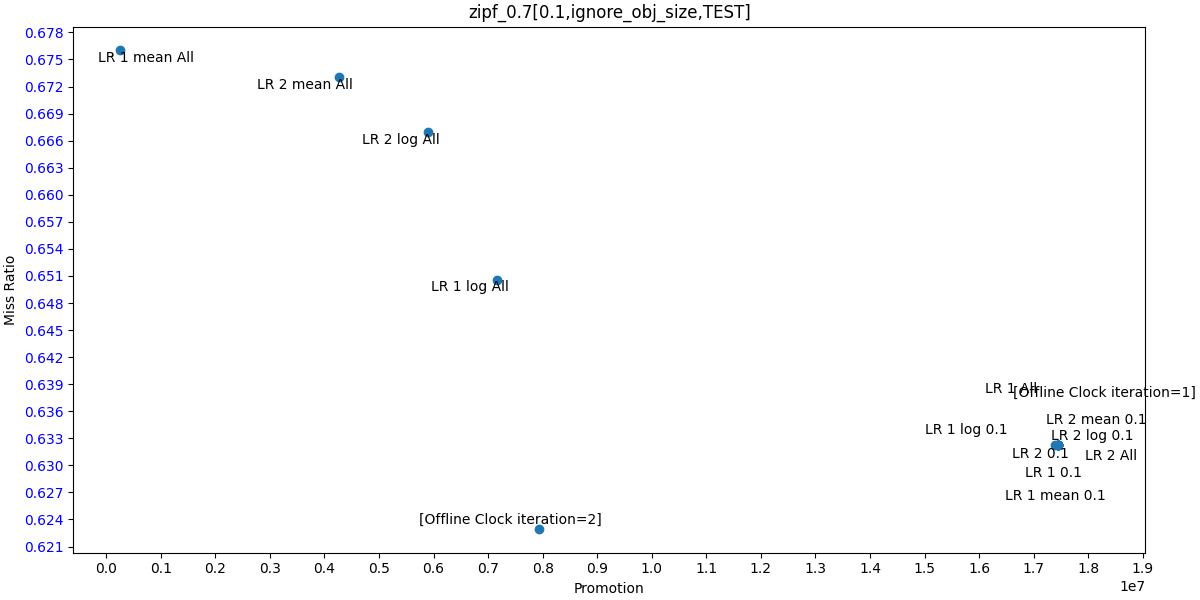 zipf_0.7[0.1,ignore_obj_size,TEST]
0.678
0.675
0.672
0.669
0.666
0.663
0.660
0.657
0.654
0.651
0.648
0.645
0.642
0.639
0.636
0.633
0.630
0.627
0.624
0.621
Miss Ratio
LR 1 mean All
LR 2 mean All
LR 2 log All
LR 1 log All
LR 1 All
[Offline Clock iteration=1]
LR 2 mean 0.1
LR 1 log 0.1
LR 2 log 0.1
LR 2 0.1
LR 2 All
LR 1 0.1
LR 1 mean 0.1
[Offline Clock iteration=2]
0.0 0.1 0.2 0.3 0.4 0.5 0.6 0.7 0.8 0.9 1.0 1.1 1.2 1.3 1.4 1.5 1.6 1.7 1.8 1.9
1e7
Promotion